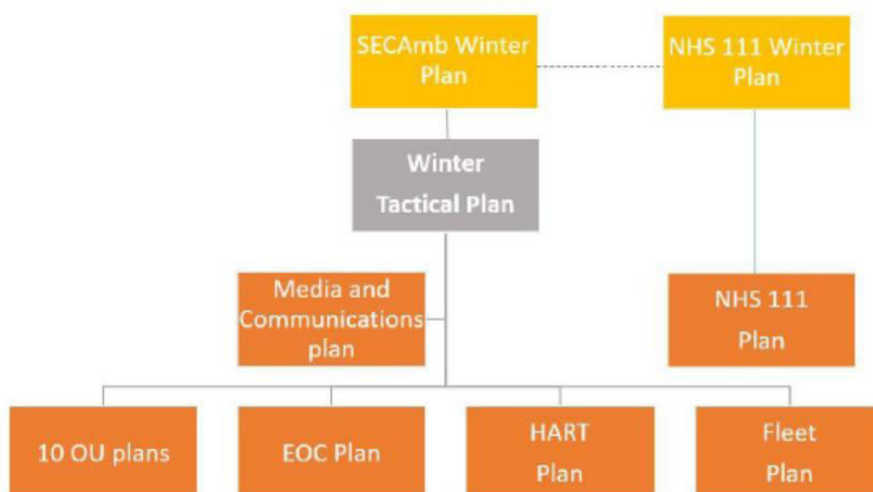 SECAmb Winter
Plan
NHS 111 Winter
Plan
Winter
Tactical Plan
Media and
Communications
plan
NHS 111
Plan
10 OU plans
EOC Plan
HART
Plan
Fleet
Plan